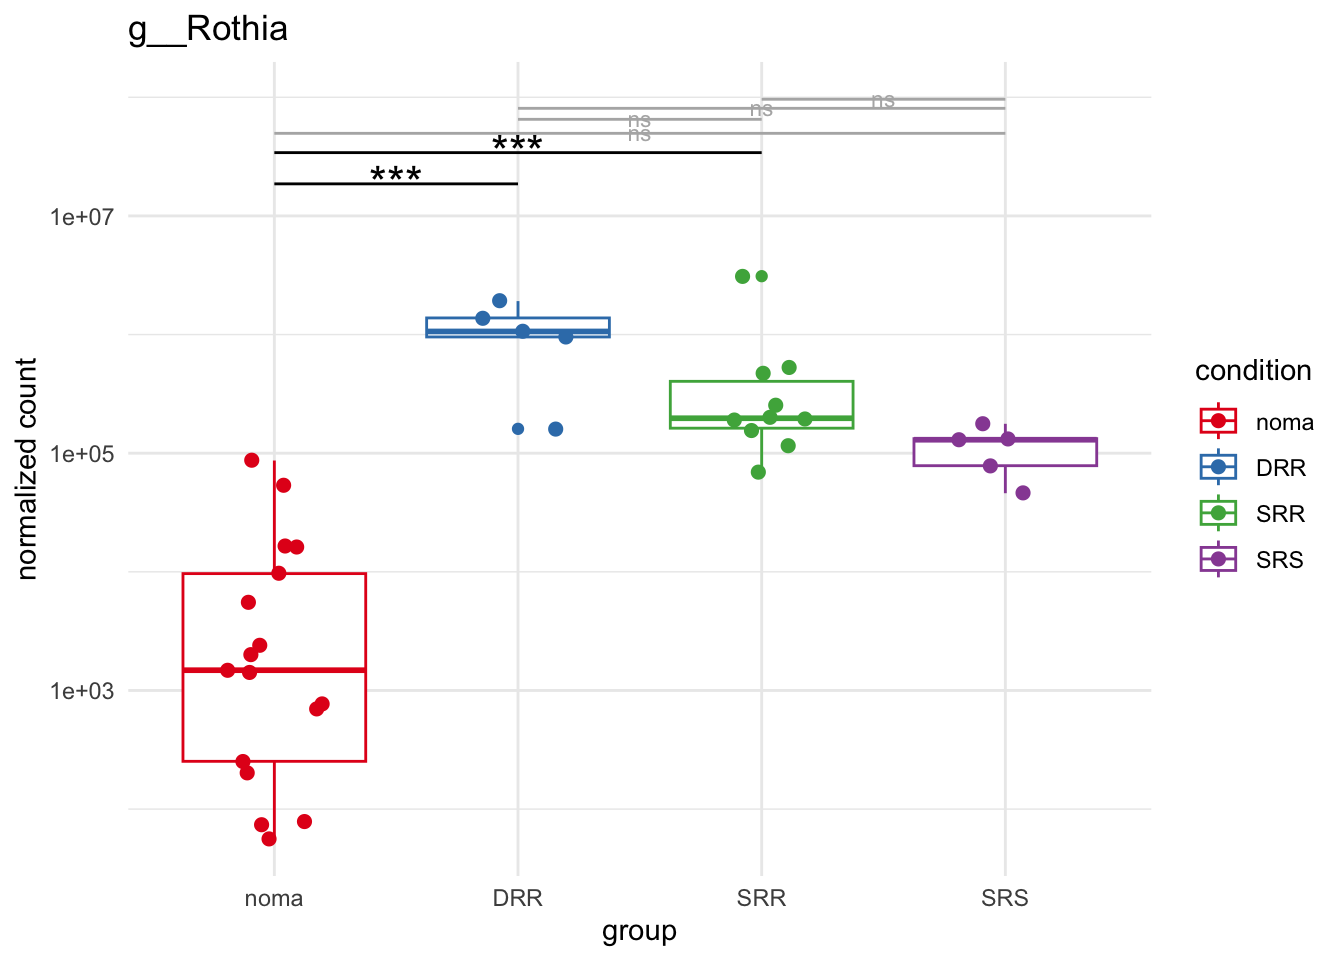 g__Rothia
ns
ns
ns
ns
***
***
1e+07
1e+05
1e+03
normalized count
noma
DRR
SRR
SRS
group
condition
noma
DRR
SRR
SRS